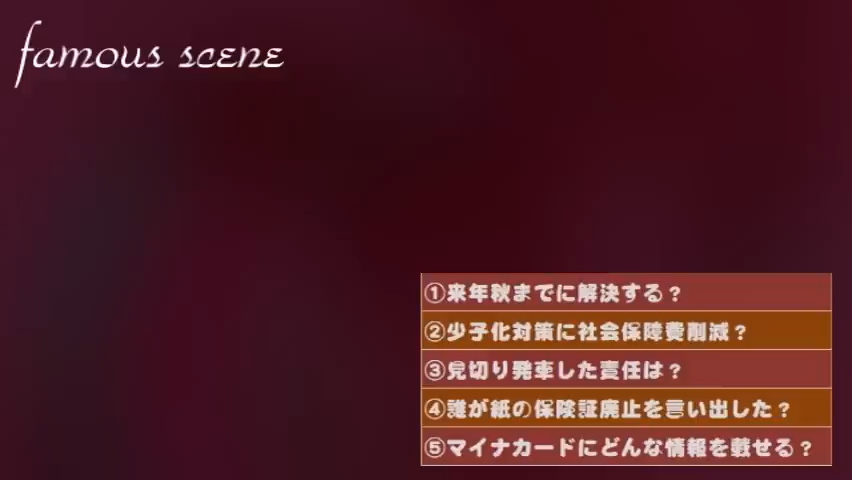 famous scene
①来年秋までに解決する？
②少子化対策に社会保障費削減？
③見切り発車した責任は？
④誰が紙の保険証廃止を言い出した？
⑤マイナカードにどんな情報を載せる？